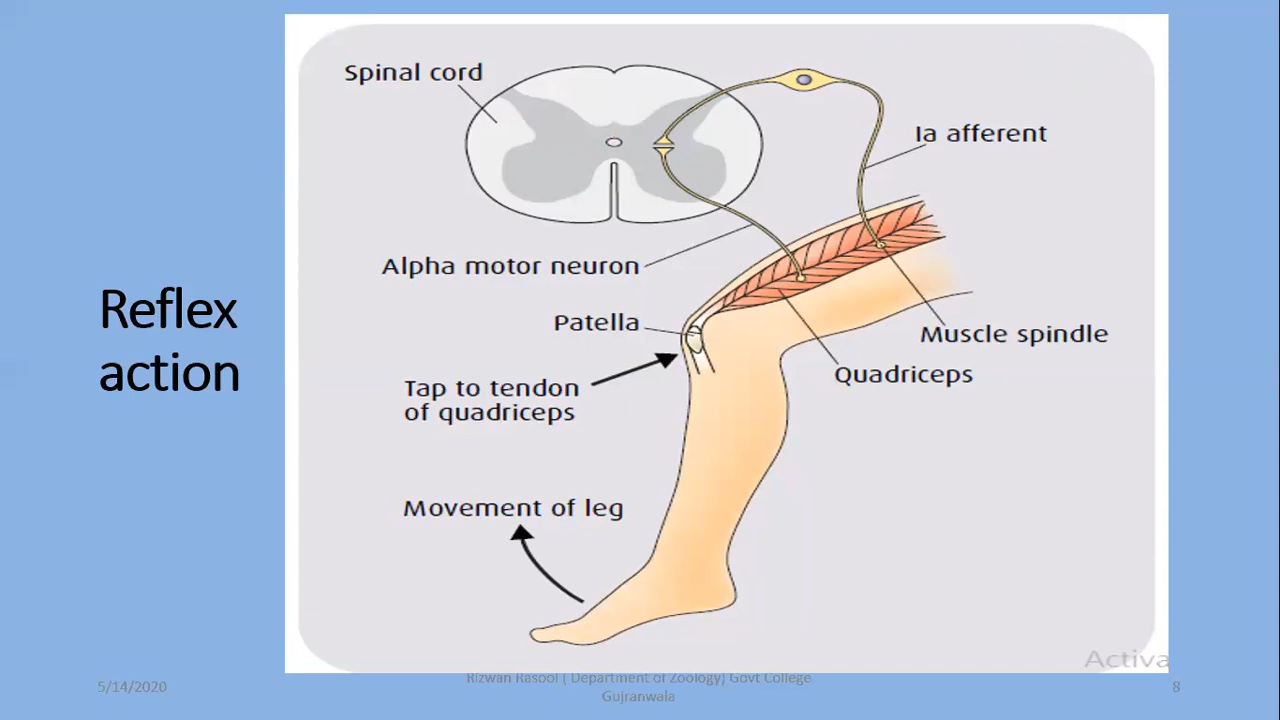 Reflex
action
Spinal cord
Ia afferent
Alpha motor neuron
Patella
Muscle spindle
Quadriceps
Tap to tendon
of quadriceps
Movement of leg
Activa
5/14/2020
Rizwan Rasool ( Department of Zoology) Govt College
Gujranwala
8